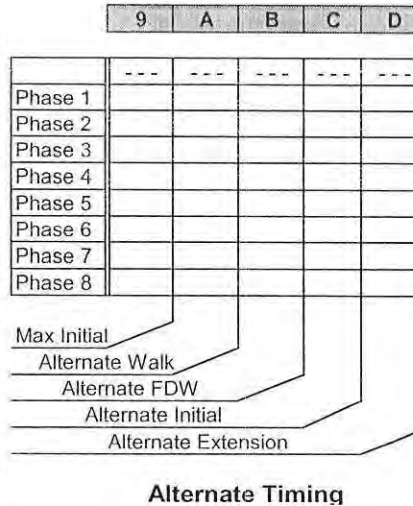 9 A B C D
--- --- --- --- ---
Phase 1
Phase 2
Phase 3
Phase 4
Phase 5
Phase 6
Phase 7
Phase 8
Max Initial
Alternate Walk
Alternate FDW
Alternate Initial
Alternate Extension
Alternate Timing